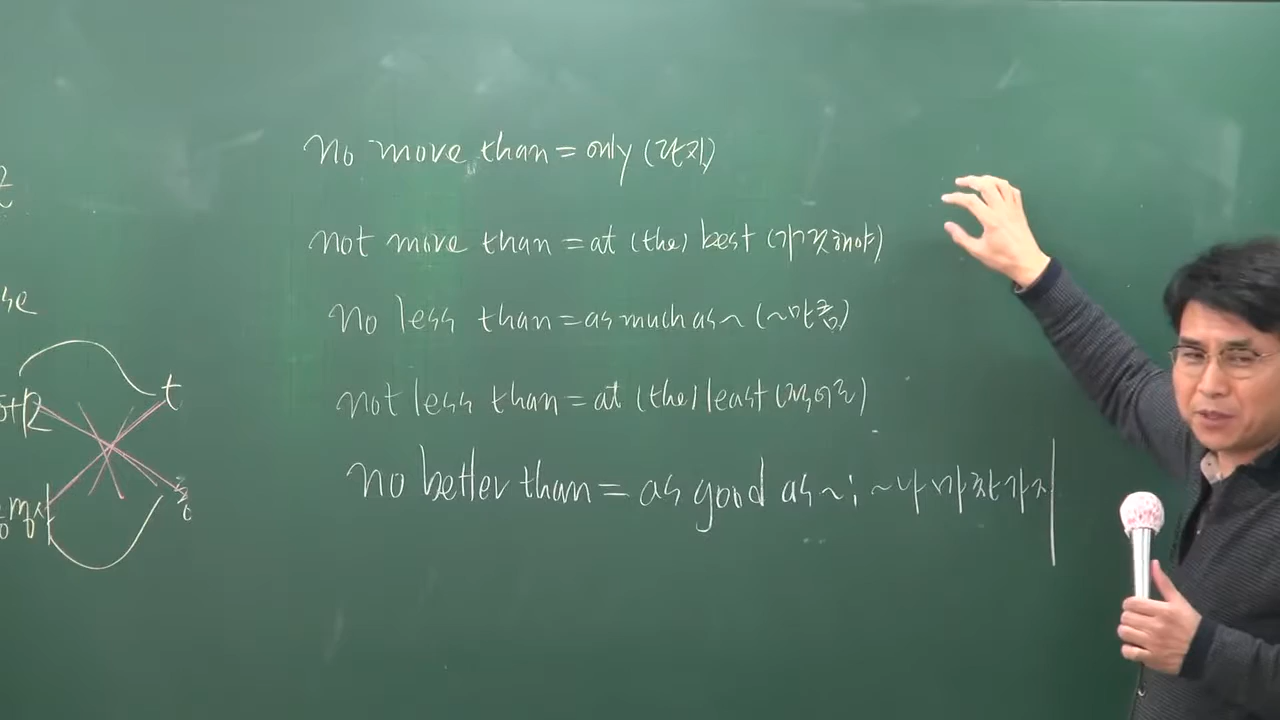 no more than = only (단지)
not more than = at (the) best (기껏해야)
no less than = as much as ~ (~만큼)
not less than = at (the) least (적어도)
no better than = as good as ~ ; ~나 마찬가지
t